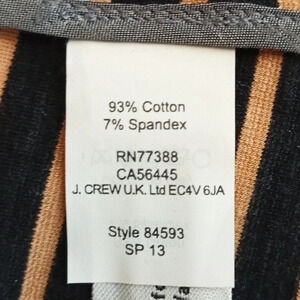 93% Cotton
7% Spandex
RN77388
CA56445
J. CREW U.K. Ltd EC4V 6JA
Style 84593
SP 13